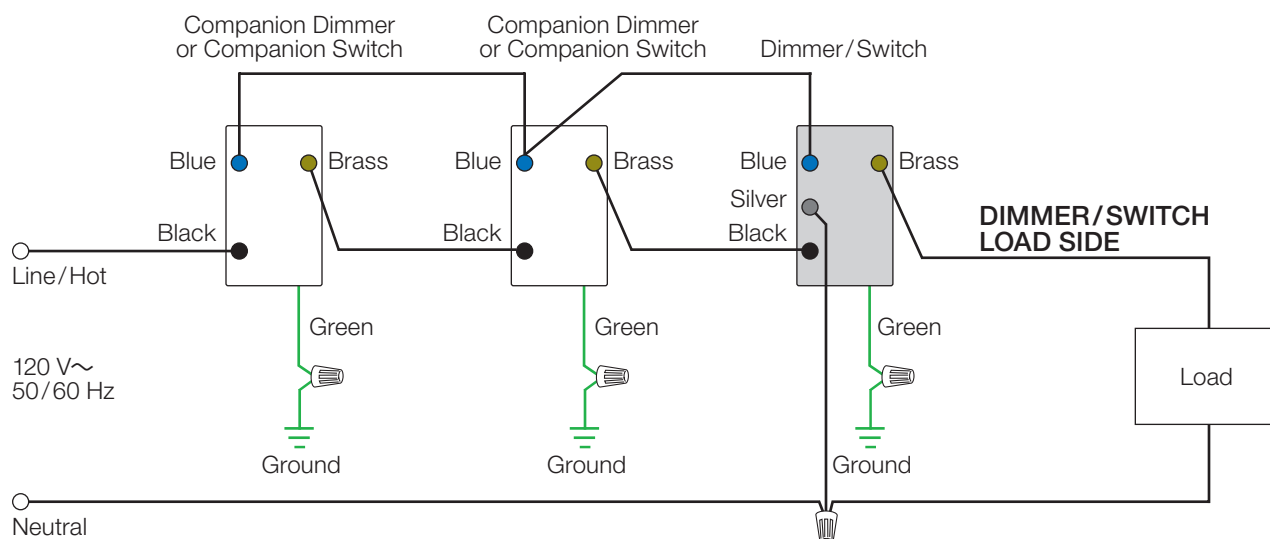 Companion Dimmer
or Companion Switch
Companion Dimmer
or Companion Switch
Dimmer/Switch
Blue
Brass
Blue
Brass
Blue
Brass
Silver
DIMMER/SWITCH
LOAD SIDE
Black
Black
Black
Line/Hot
Green
Green
Green
120 V~
50/60 Hz
Load
Ground
Ground
Ground
Neutral